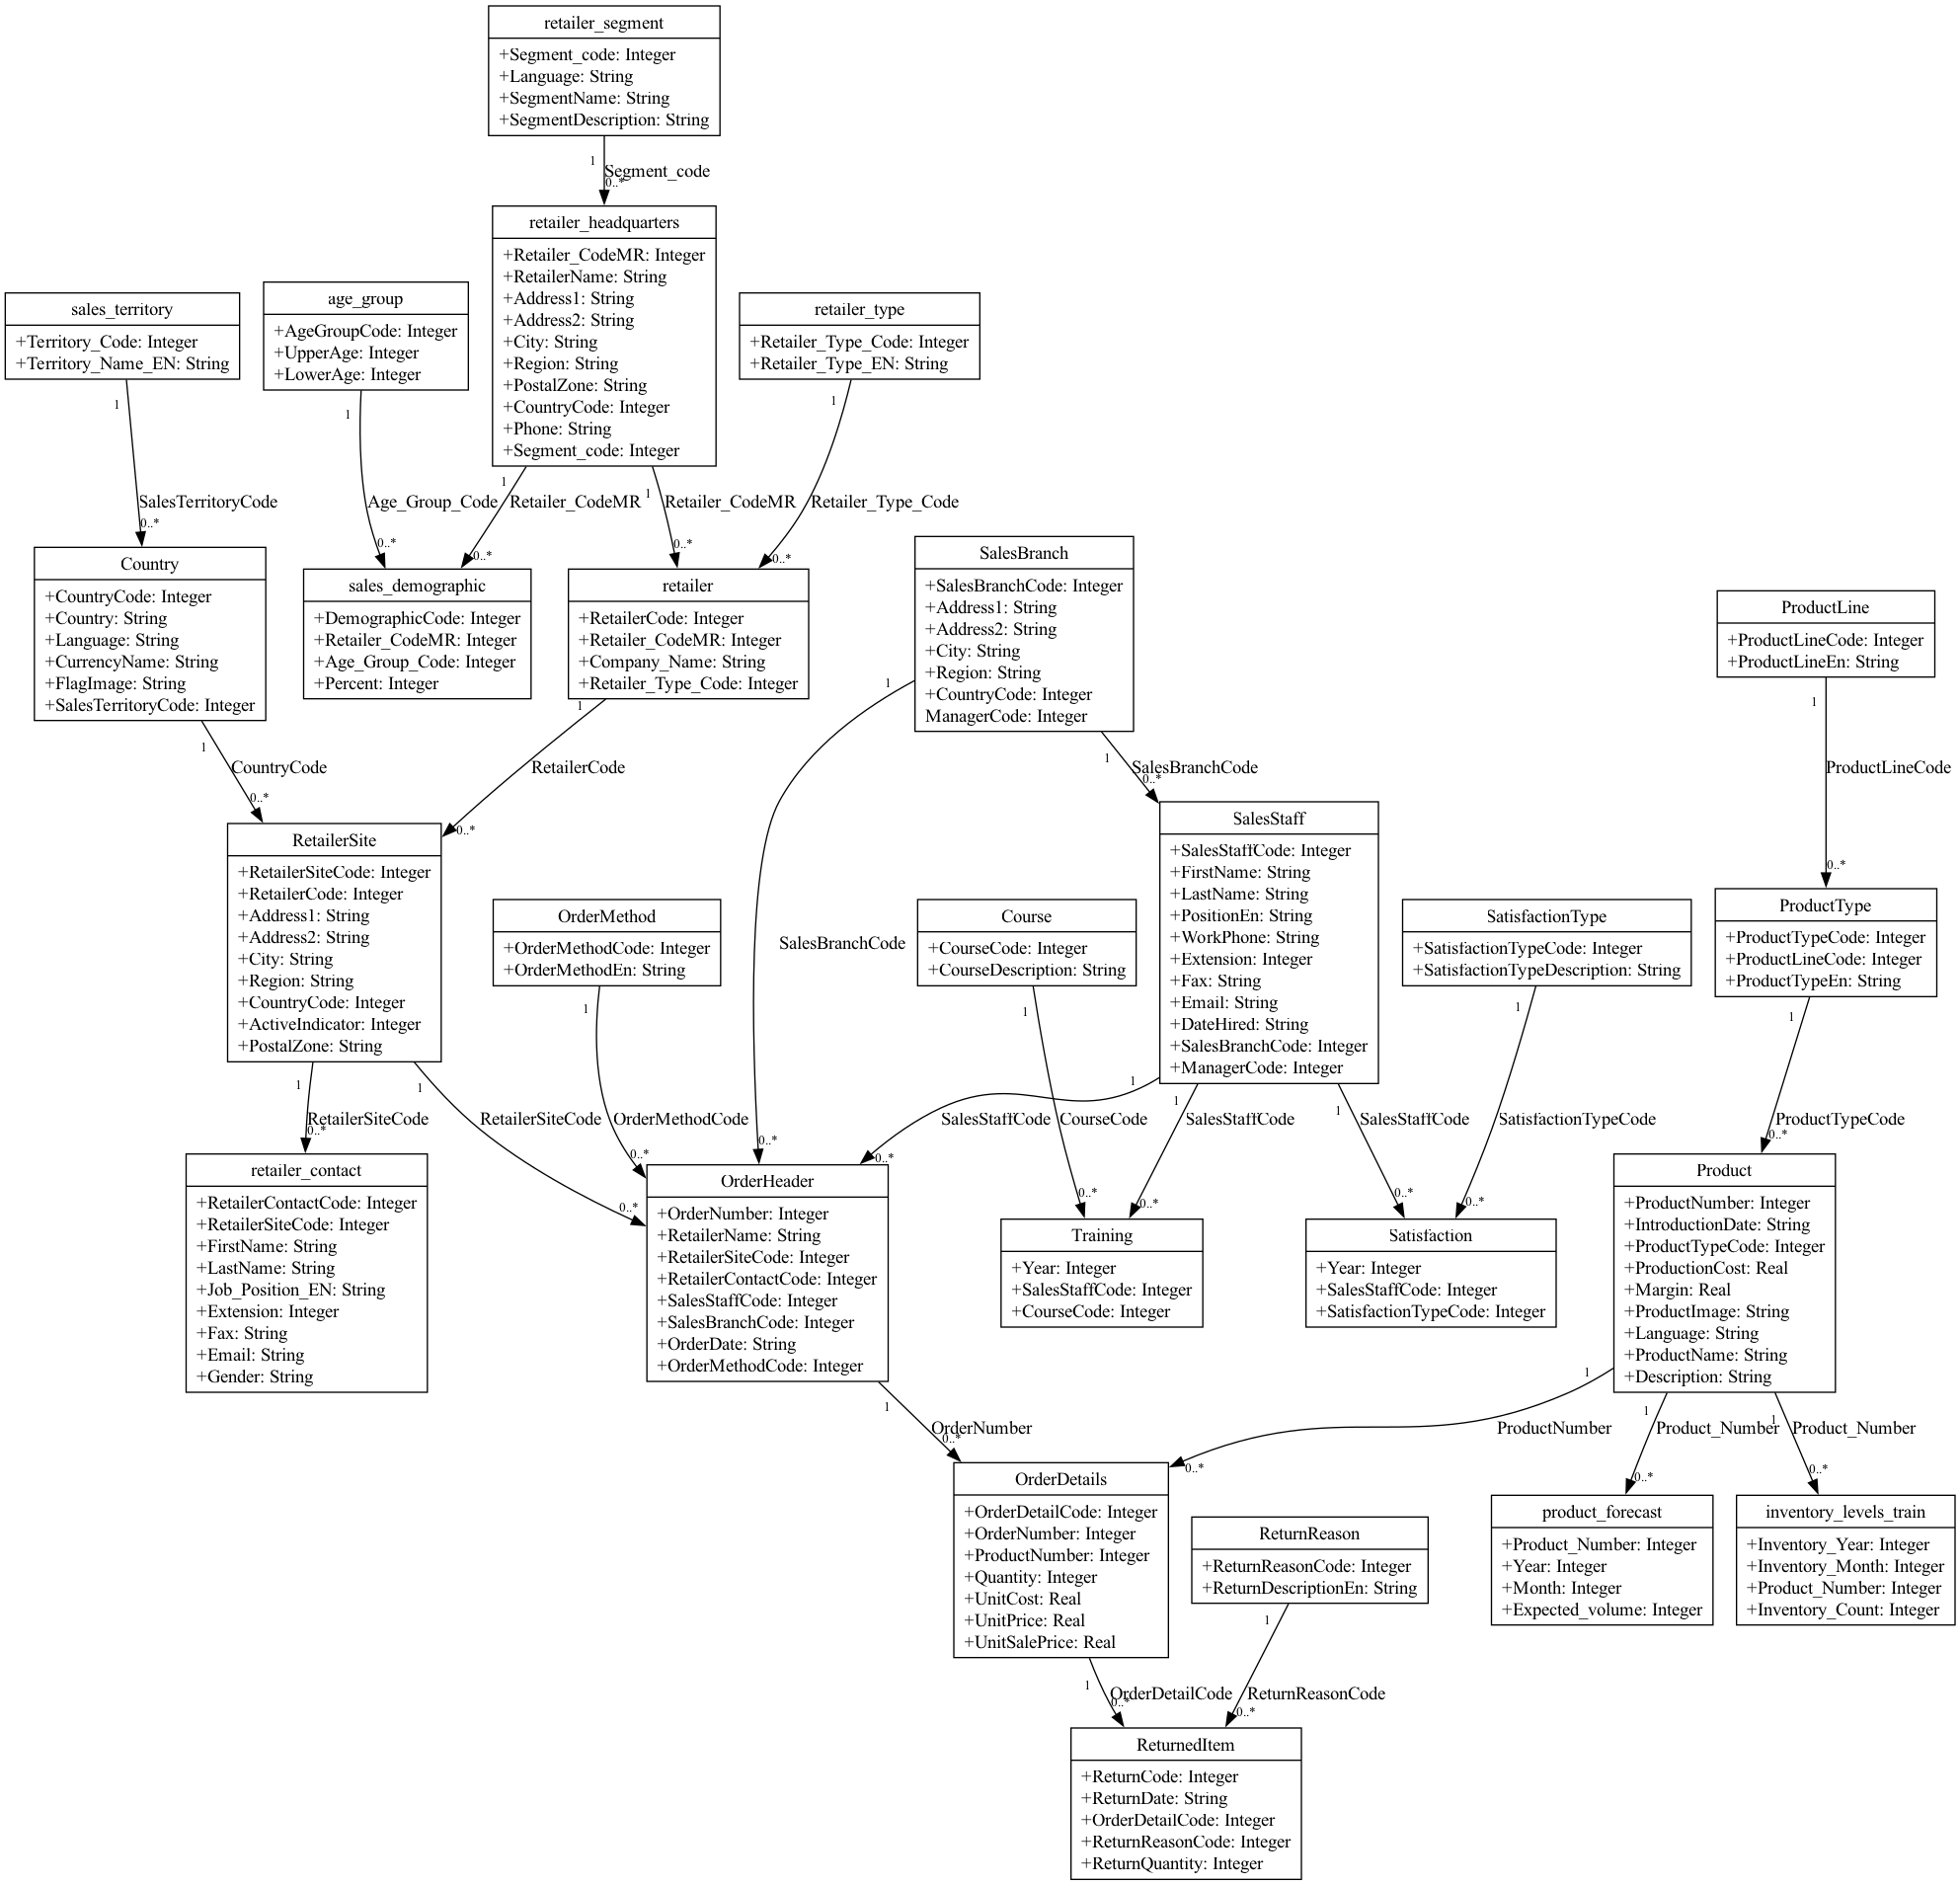 retailer_segment
+Segment_code: Integer
+Language: String
+SegmentName: String
+SegmentDescription: String
1
Segment_code
0..*
retailer_headquarters
+Retailer_CodeMR: Integer
+RetailerName: String
+Address1: String
+Address2: String
+City: String
+Region: String
+PostalZone: String
+CountryCode: Integer
+Phone: String
+Segment_code: Integer
sales_territory
+Territory_Code: Integer
+Territory_Name_EN: String
age_group
+AgeGroupCode: Integer
+UpperAge: Integer
+LowerAge: Integer
retailer_type
+Retailer_Type_Code: Integer
+Retailer_Type_EN: String
1
SalesTerritoryCode
0..*
1
Age_Group_Code
0..*
1
Retailer_CodeMR
0..*
1
Retailer_CodeMR
0..*
1
Retailer_Type_Code
0..*
Country
+CountryCode: Integer
+Country: String
+Language: String
+CurrencyName: String
+FlagImage: String
+SalesTerritoryCode: Integer
sales_demographic
+DemographicCode: Integer
+Retailer_CodeMR: Integer
+Age_Group_Code: Integer
+Percent: Integer
retailer
+RetailerCode: Integer
+Retailer_CodeMR: Integer
+Company_Name: String
+Retailer_Type_Code: Integer
SalesBranch
+SalesBranchCode: Integer
+Address1: String
+Address2: String
+City: String
+Region: String
+CountryCode: Integer
ManagerCode: Integer
ProductLine
+ProductLineCode: Integer
+ProductLineEn: String
1
CountryCode
0..*
1
RetailerCode
0..*
1
SalesBranchCode
0..*
1
SalesBranchCode
0..*
1
ProductLineCode
0..*
RetailerSite
+RetailerSiteCode: Integer
+RetailerCode: Integer
+Address1: String
+Address2: String
+City: String
+Region: String
+CountryCode: Integer
+ActiveIndicator: Integer
+PostalZone: String
OrderMethod
+OrderMethodCode: Integer
+OrderMethodEn: String
Course
+CourseCode: Integer
+CourseDescription: String
SalesStaff
+SalesStaffCode: Integer
+FirstName: String
+LastName: String
+PositionEn: String
+WorkPhone: String
+Extension: Integer
+Fax: String
+Email: String
+DateHired: String
+SalesBranchCode: Integer
+ManagerCode: Integer
SatisfactionType
+SatisfactionTypeCode: Integer
+SatisfactionTypeDescription: String
ProductType
+ProductTypeCode: Integer
+ProductLineCode: Integer
+ProductTypeEn: String
1
RetailerSiteCode
0..*
1
RetailerSiteCode
0..*
1
OrderMethodCode
0..*
1
SalesStaffCode
0..*
1
CourseCode
0..*
1
SalesStaffCode
0..*
1
SalesStaffCode
0..*
1
SatisfactionTypeCode
0..*
1
ProductTypeCode
0..*
retailer_contact
+RetailerContactCode: Integer
+RetailerSiteCode: Integer
+FirstName: String
+LastName: String
+Job_Position_EN: String
+Extension: Integer
+Fax: String
+Email: String
+Gender: String
OrderHeader
+OrderNumber: Integer
+RetailerName: String
+RetailerSiteCode: Integer
+RetailerContactCode: Integer
+SalesStaffCode: Integer
+SalesBranchCode: Integer
+OrderDate: String
+OrderMethodCode: Integer
Training
+Year: Integer
+SalesStaffCode: Integer
+CourseCode: Integer
Satisfaction
+Year: Integer
+SalesStaffCode: Integer
+SatisfactionTypeCode: Integer
Product
+ProductNumber: Integer
+IntroductionDate: String
+ProductTypeCode: Integer
+ProductionCost: Real
+Margin: Real
+ProductImage: String
+Language: String
+ProductName: String
+Description: String
1
OrderNumber
0..*
1
ProductNumber
0..*
1
Product_Number
0..*
1
Product_Number
0..*
OrderDetails
+OrderDetailCode: Integer
+OrderNumber: Integer
+ProductNumber: Integer
+Quantity: Integer
+UnitCost: Real
+UnitPrice: Real
+UnitSalePrice: Real
ReturnReason
+ReturnReasonCode: Integer
+ReturnDescriptionEn: String
product_forecast
+Product_Number: Integer
+Year: Integer
+Month: Integer
+Expected_volume: Integer
inventory_levels_train
+Inventory_Year: Integer
+Inventory_Month: Integer
+Product_Number: Integer
+Inventory_Count: Integer
1
OrderDetailCode
0..*
1
ReturnReasonCode
0..*
ReturnedItem
+ReturnCode: Integer
+ReturnDate: String
+OrderDetailCode: Integer
+ReturnReasonCode: Integer
+ReturnQuantity: Integer